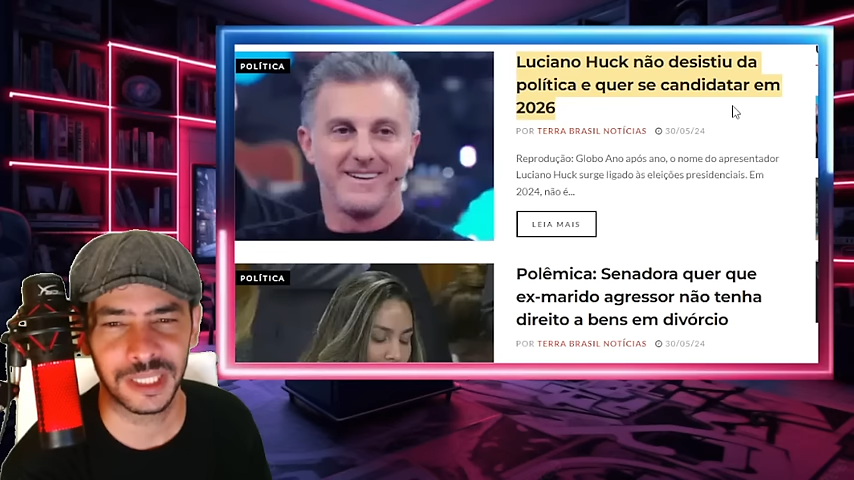 POLÍTICA
Luciano Huck não desistiu da
política e quer se candidatar em
2026
POR TERRA BRASIL NOTÍCIAS 30/05/24
Reprodução: Globo Ano após ano, o nome do apresentador
Luciano Huck surge ligado às eleições presidenciais. Em
2024, não é...
LEIA MAIS
POLÍTICA
Polêmica: Senadora quer que
ex-marido agressor não tenha
direito a bens em divórcio
POR TERRA BRASIL NOTÍCIAS 30/05/24